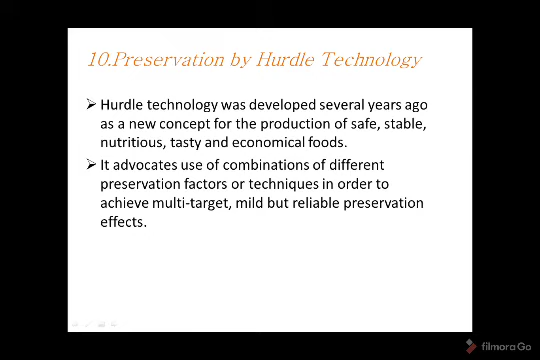 10.Preservation by Hurdle Technology
➢ Hurdle technology was developed several years ago
as a new concept for the production of safe, stable,
nutritious, tasty and economical foods.
➢ It advocates use of combinations of different
preservation factors or techniques in order to
achieve multi-target, mild but reliable preservation
effects.
filmora Go